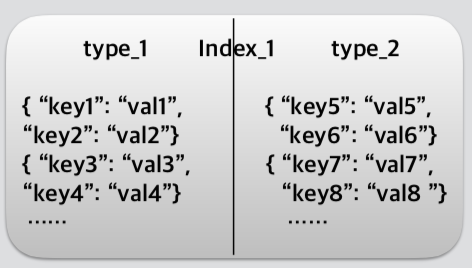 type_1 Index_1 type_2
{ “key1”: “val1”,
“key2”: “val2”}
{ “key3”: “val3”,
“key4”: “val4”}
......
{ “key5”: “val5”,
“key6”: “val6”}
{ “key7”: “val7”,
“key8”: “val8 ”}
......